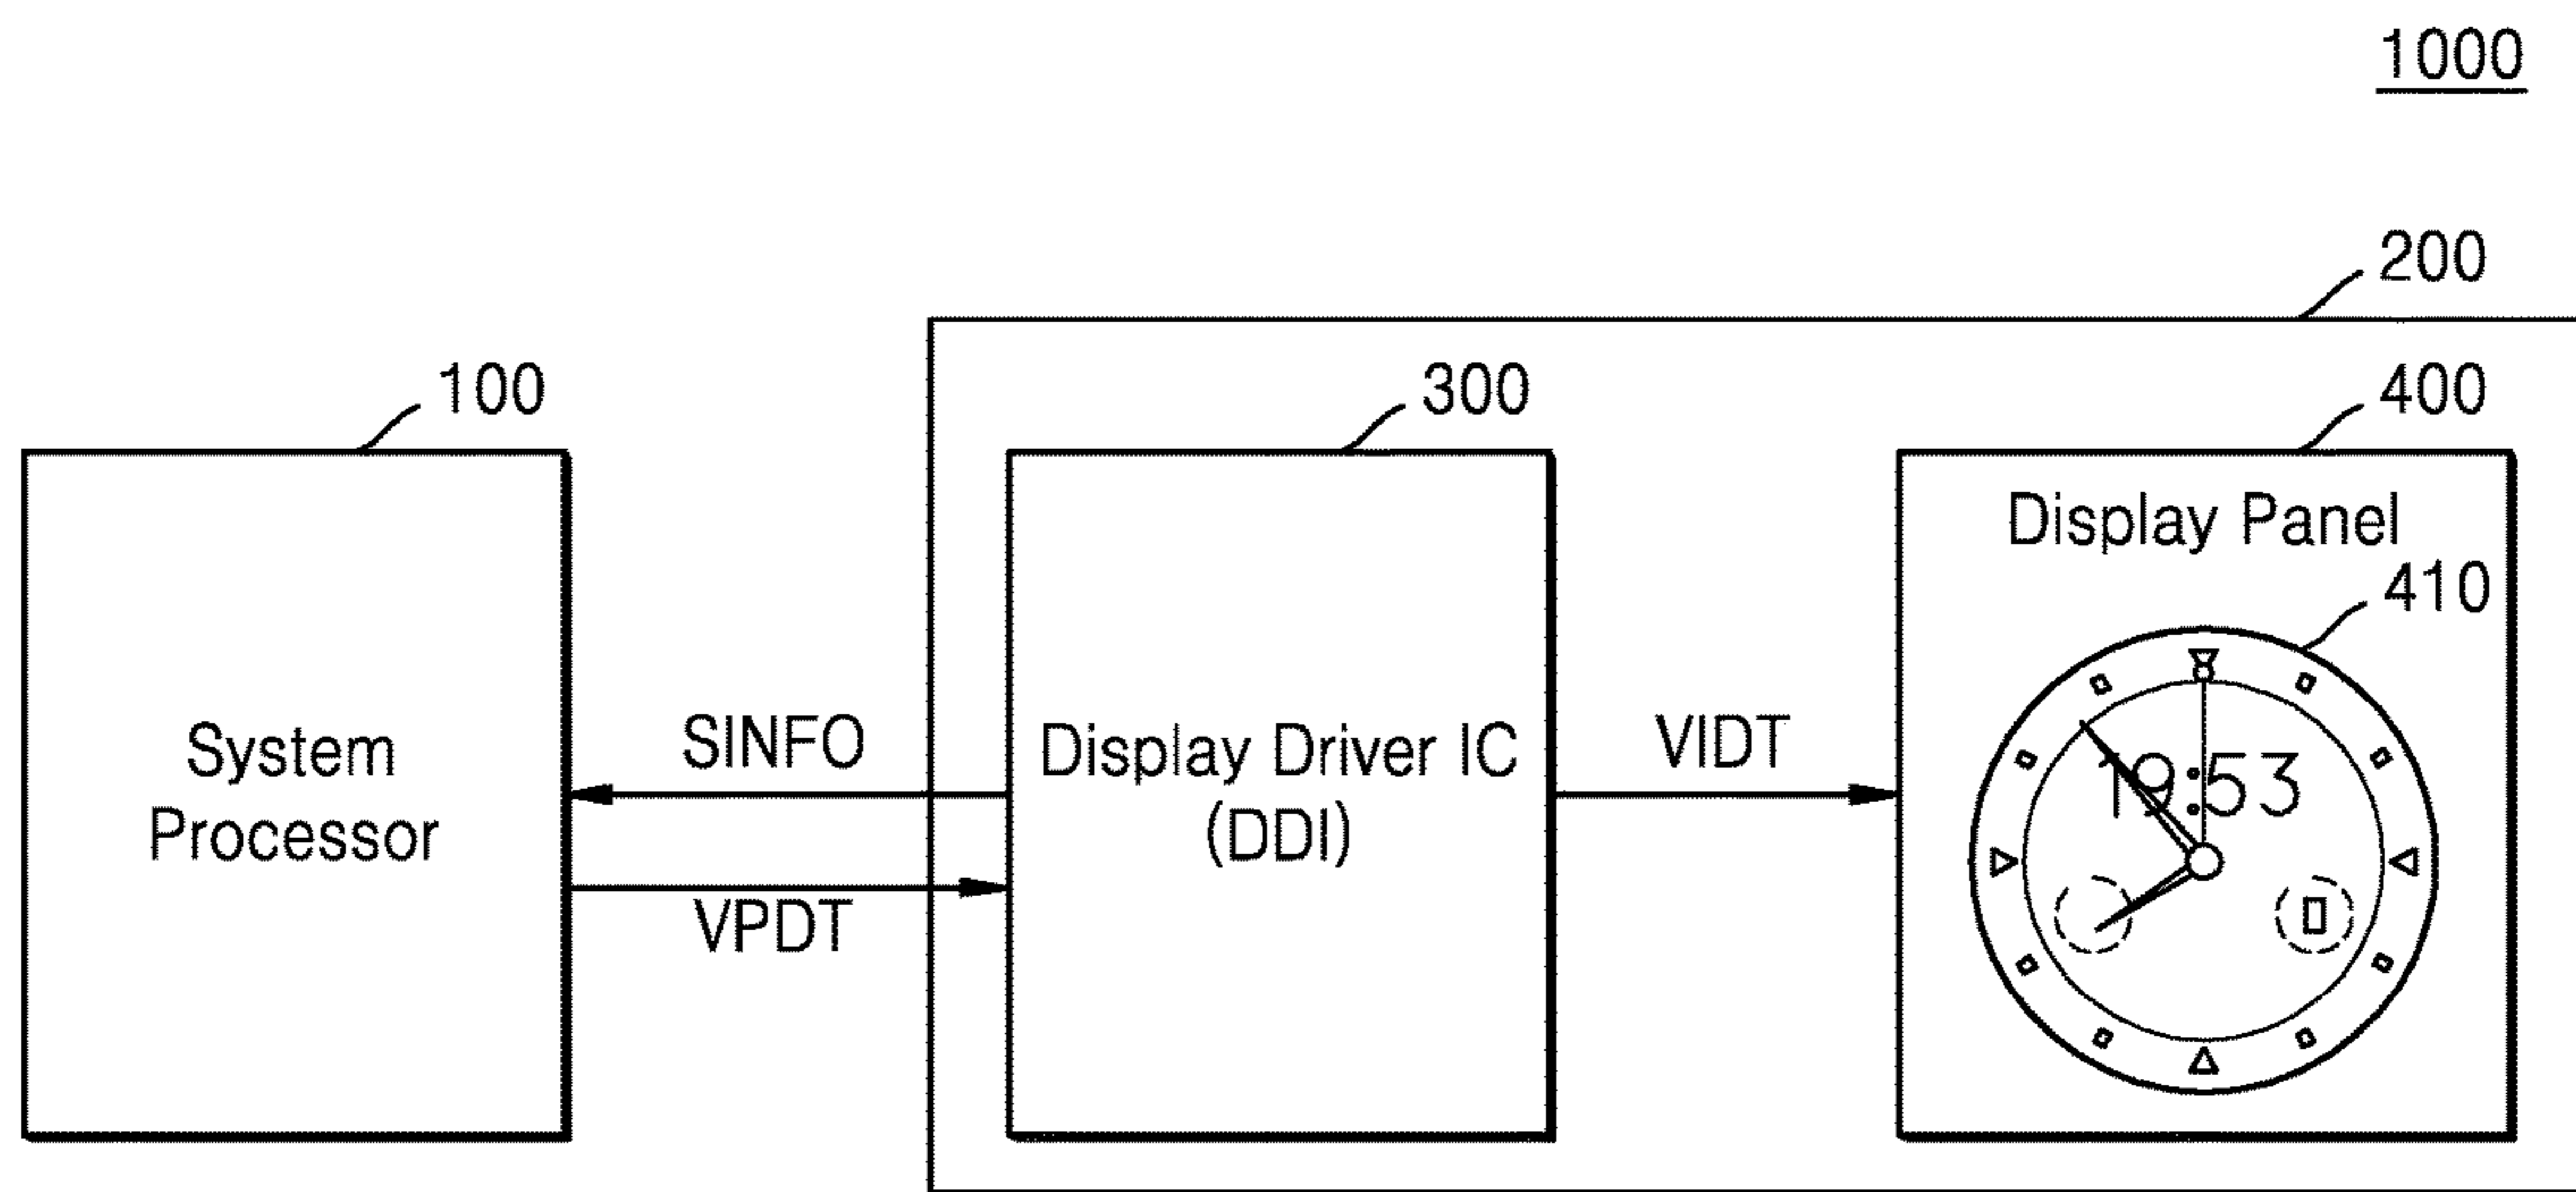 1000
200
100
300
400
Display Panel
410
System
Processor
SINFO
VPDT
Display Driver IC
(DDI)
VIDT
19:53